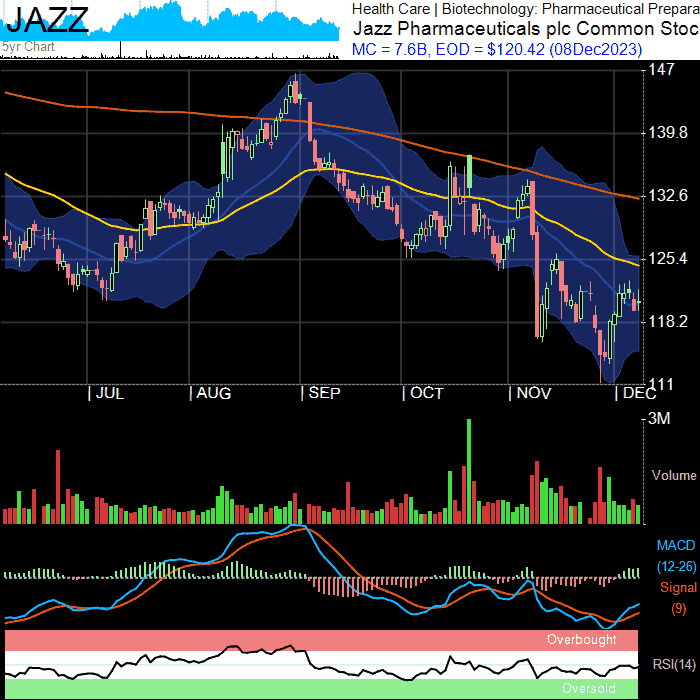 JAZZ
5yr Chart
Health Care | Biotechnology: Pharmaceutical Prepara
Jazz Pharmaceuticals plc Common Stoc
MC = 7.6B, EOD = $120.42 (08Dec2023)
147
139.8
132.6
125.4
118.2
111
| JUL | AUG | SEP | OCT | NOV | DEC
3M
Volume
MACD
(12-26)
Signal
(9)
Overbought
RSI(14)
Oversold